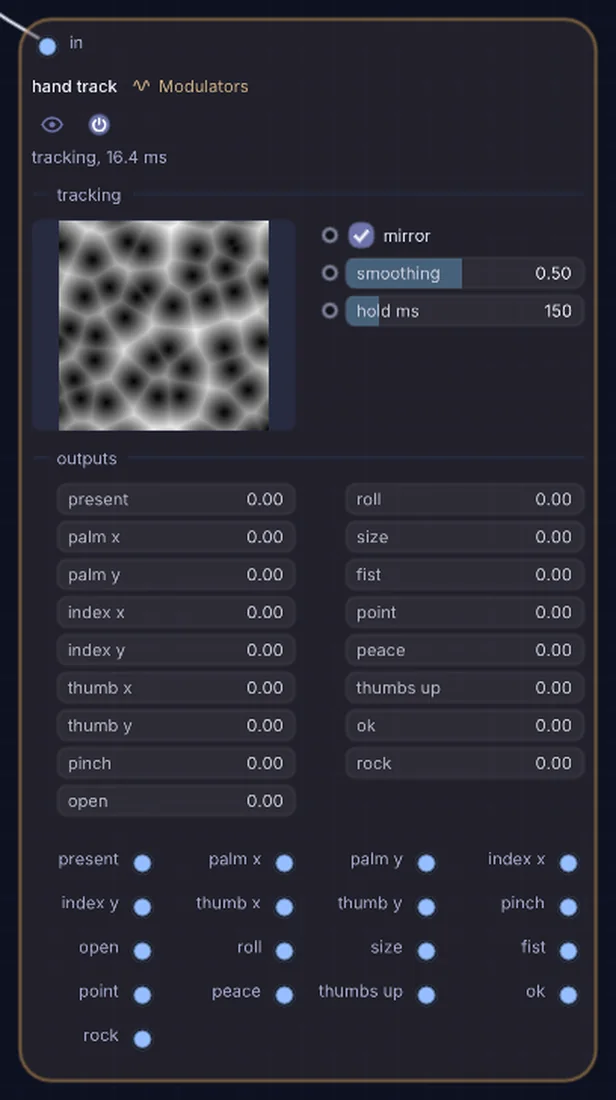 in
hand track Modulators
tracking, 16.4 ms
tracking
mirror
smoothing 0.50
hold ms 150
outputs
present 0.00 roll 0.00
palm x 0.00 size 0.00
palm y 0.00 fist 0.00
index x 0.00 point 0.00
index y 0.00 peace 0.00
thumb x 0.00 thumbs up 0.00
thumb y 0.00 ok 0.00
pinch 0.00 rock 0.00
open 0.00
present palm x palm y index x
index y thumb x thumb y pinch
open roll size fist
point peace thumbs up ok
rock